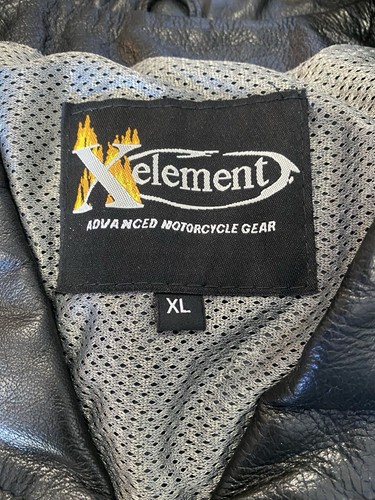 Xelement
ADVANCED MOTORCYCLE GEAR
XL